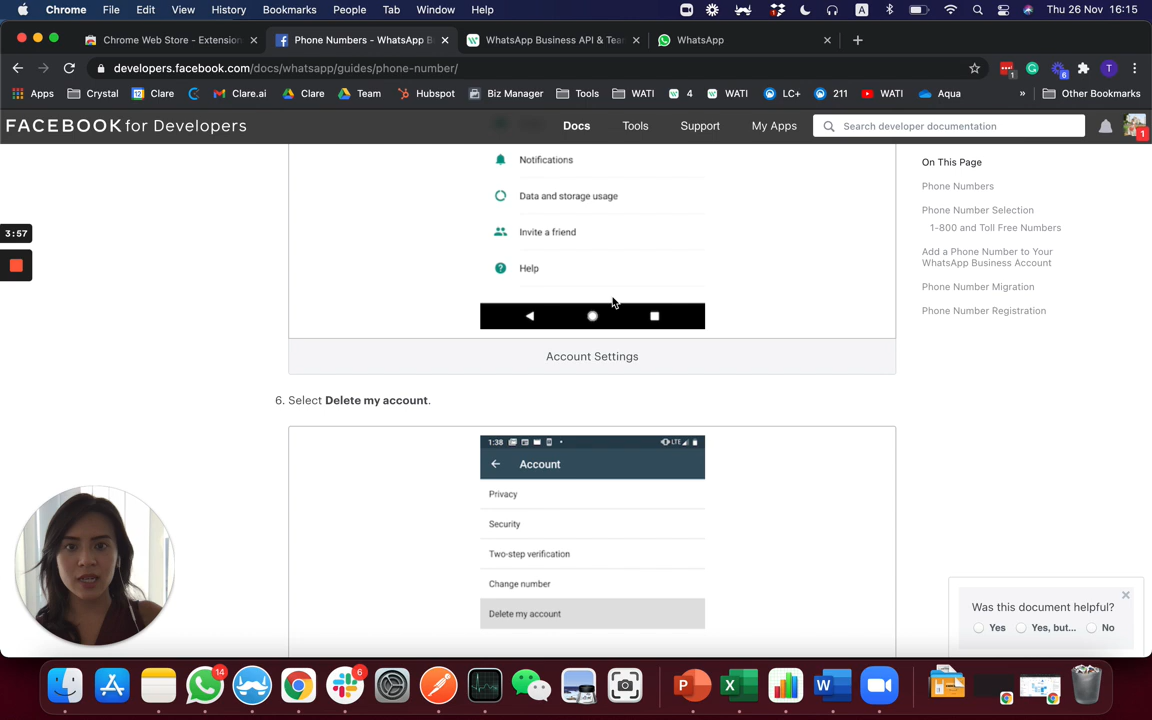 Chrome File Edit View History Bookmarks People Tab Window Help A Thu 26 Nov 16:15
Chrome Web Store - Extension Phone Numbers - WhatsApp B WhatsApp Business API & Tea WhatsApp
developers.facebook.com/docs/whatsapp/guides/phone-number/ 1 6 T
Apps Crystal 12 Clare Clare.ai Clare Team Hubspot Biz Manager Tools WATI 4 WATI LC+ 211 WATI Aqua » Other Bookmarks
FACEBOOK for Developers Docs Tools Support My Apps Search developer documentation 1
Notifications
Data and storage usage
Invite a friend
Help
Account Settings
On This Page
Phone Numbers
Phone Number Selection
1-800 and Toll Free Numbers
Add a Phone Number to Your
WhatsApp Business Account
Phone Number Migration
Phone Number Registration
3:57
6. Select Delete my account.
1:38 LTE
Account
Privacy
Security
Two-step verification
Change number
Delete my account
Was this document helpful?
Yes Yes, but... No
14 6 P X W